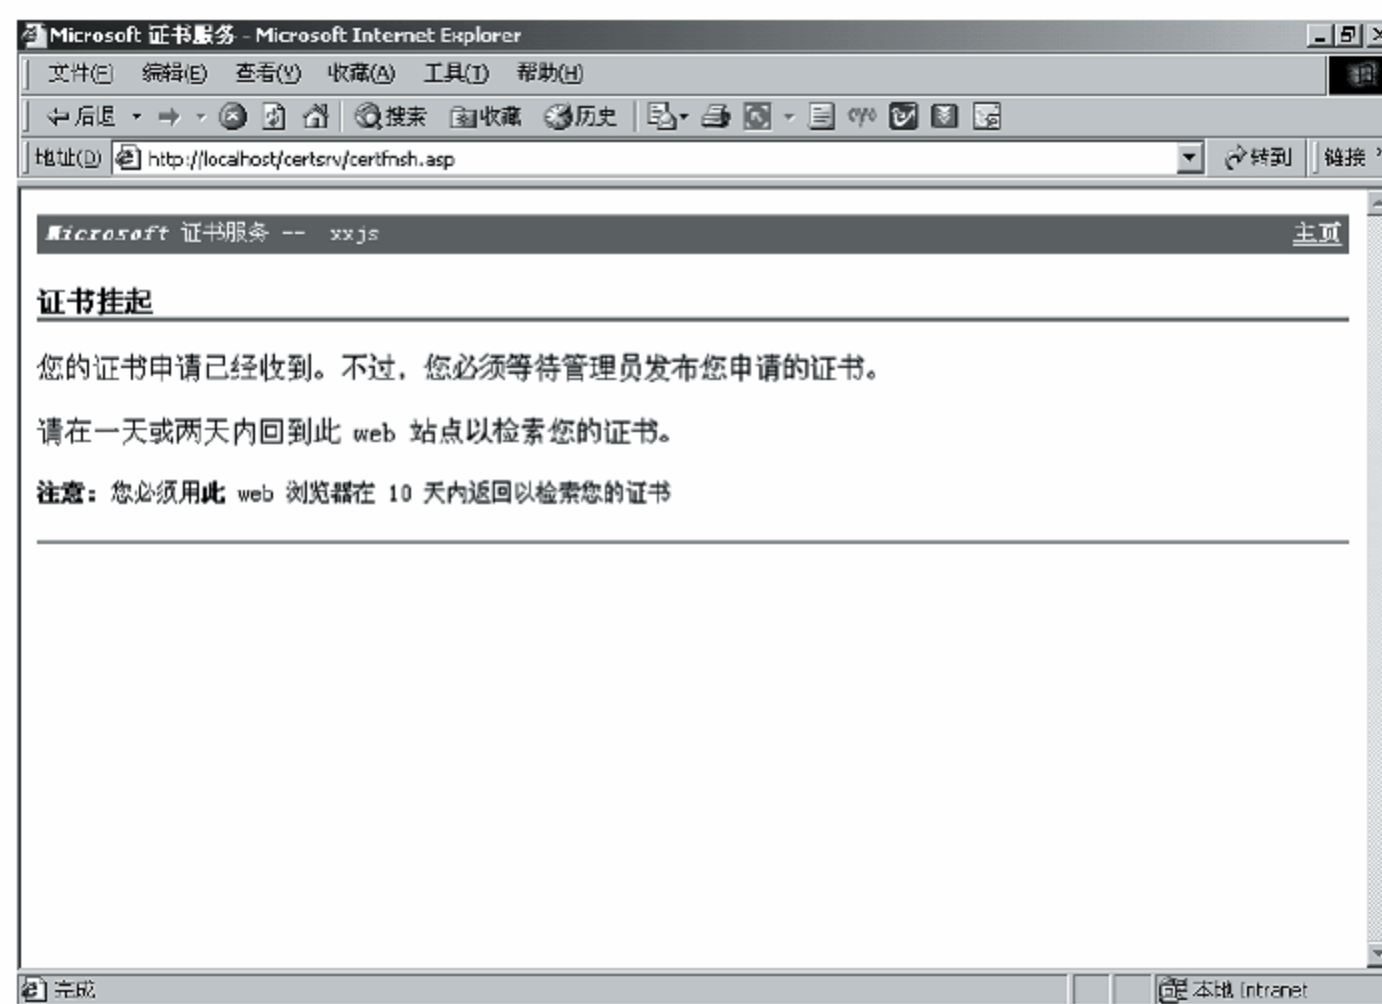 Microsoft 证书服务 - Microsoft Internet Explorer
文件(F) 编辑(E) 查看(V) 收藏(A) 工具(T) 帮助(H)
后退 搜索 收藏 历史
地址(D) http://localhost/certsrv/certfnsh.asp 转到 链接 »
Microsoft 证书服务 -- xxjs 主页
证书挂起
您的证书申请已经收到。不过，您必须等待管理员发布您申请的证书。
请在一天或两天内回到此 web 站点以检索您的证书。
注意：您必须用此 web 浏览器在 10 天内返回以检索您的证书
完成 本地 Intranet